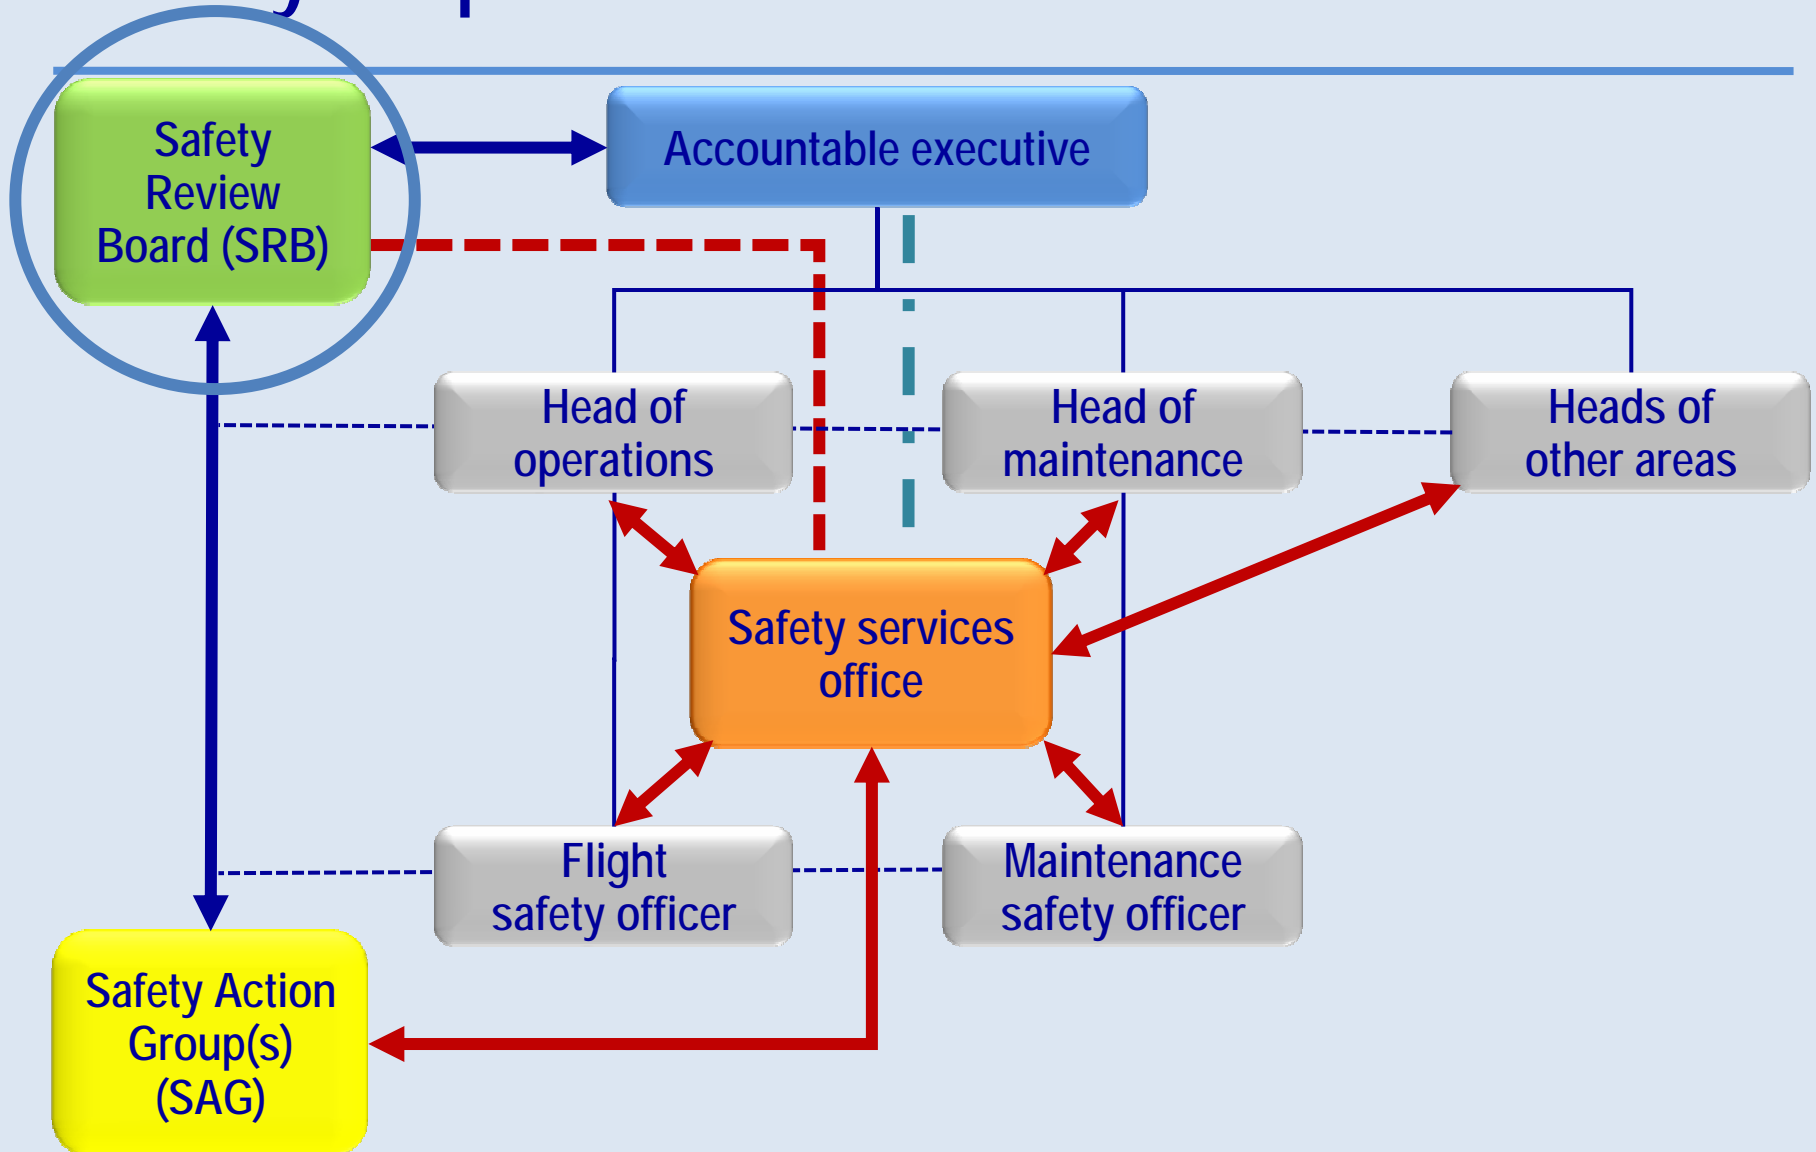 Safety
Review
Board (SRB)
Accountable executive
Head of
operations
Head of
maintenance
Heads of
other areas
Safety services
office
Flight
safety officer
Maintenance
safety officer
Safety Action
Group(s)
(SAG)